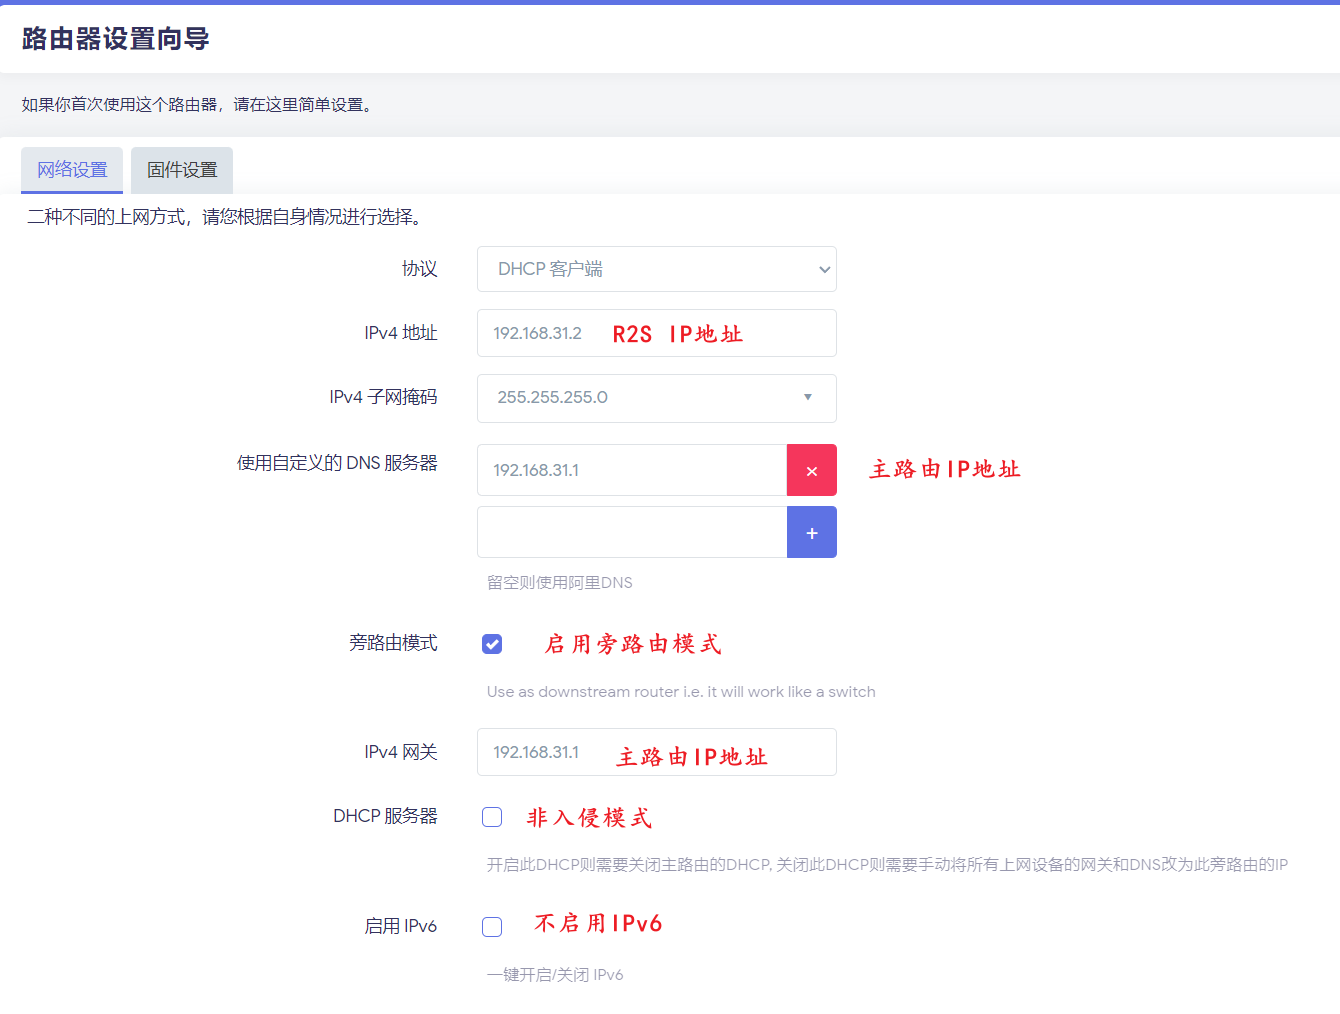 路由器设置向导
如果你首次使用这个路由器，请在这里简单设置。
网络设置 固件设置
二种不同的上网方式，请您根据自身情况进行选择。
协议 DHCP 客户端
IPv4 地址 192.168.31.2 R2S IP地址
IPv4 子网掩码 255.255.255.0
使用自定义的 DNS 服务器 192.168.31.1 × 主路由IP地址
+
留空则使用阿里DNS
旁路由模式 启用旁路由模式
Use as downstream router i.e. it will work like a switch
IPv4 网关 192.168.31.1 主路由IP地址
DHCP 服务器 非入侵模式
开启此DHCP则需要关闭主路由的DHCP, 关闭此DHCP则需要手动将所有上网设备的网关和DNS改为此旁路由的IP
启用 IPv6 不启用IPv6
一键开启/关闭 IPv6